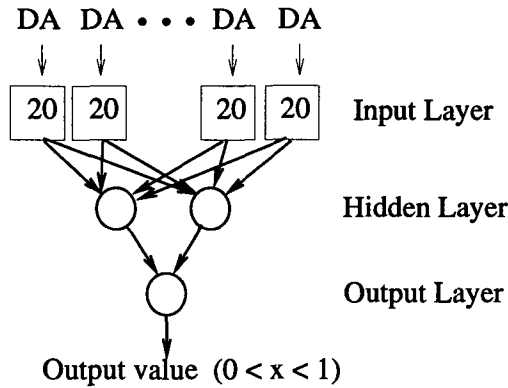 DA DA • • • DA DA
20 20 20 20 Input Layer
Hidden Layer
Output Layer
Output value (0 < x < 1)